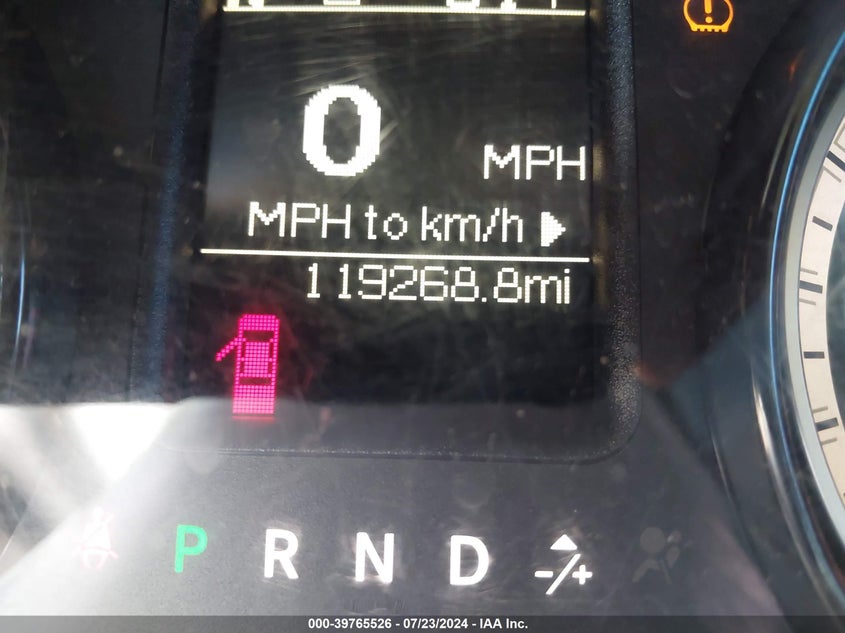 0 MPH
MPH to km/h
119268.8mi
P R N D -/+
000-39765526 - 07/23/2024 - IAA Inc.